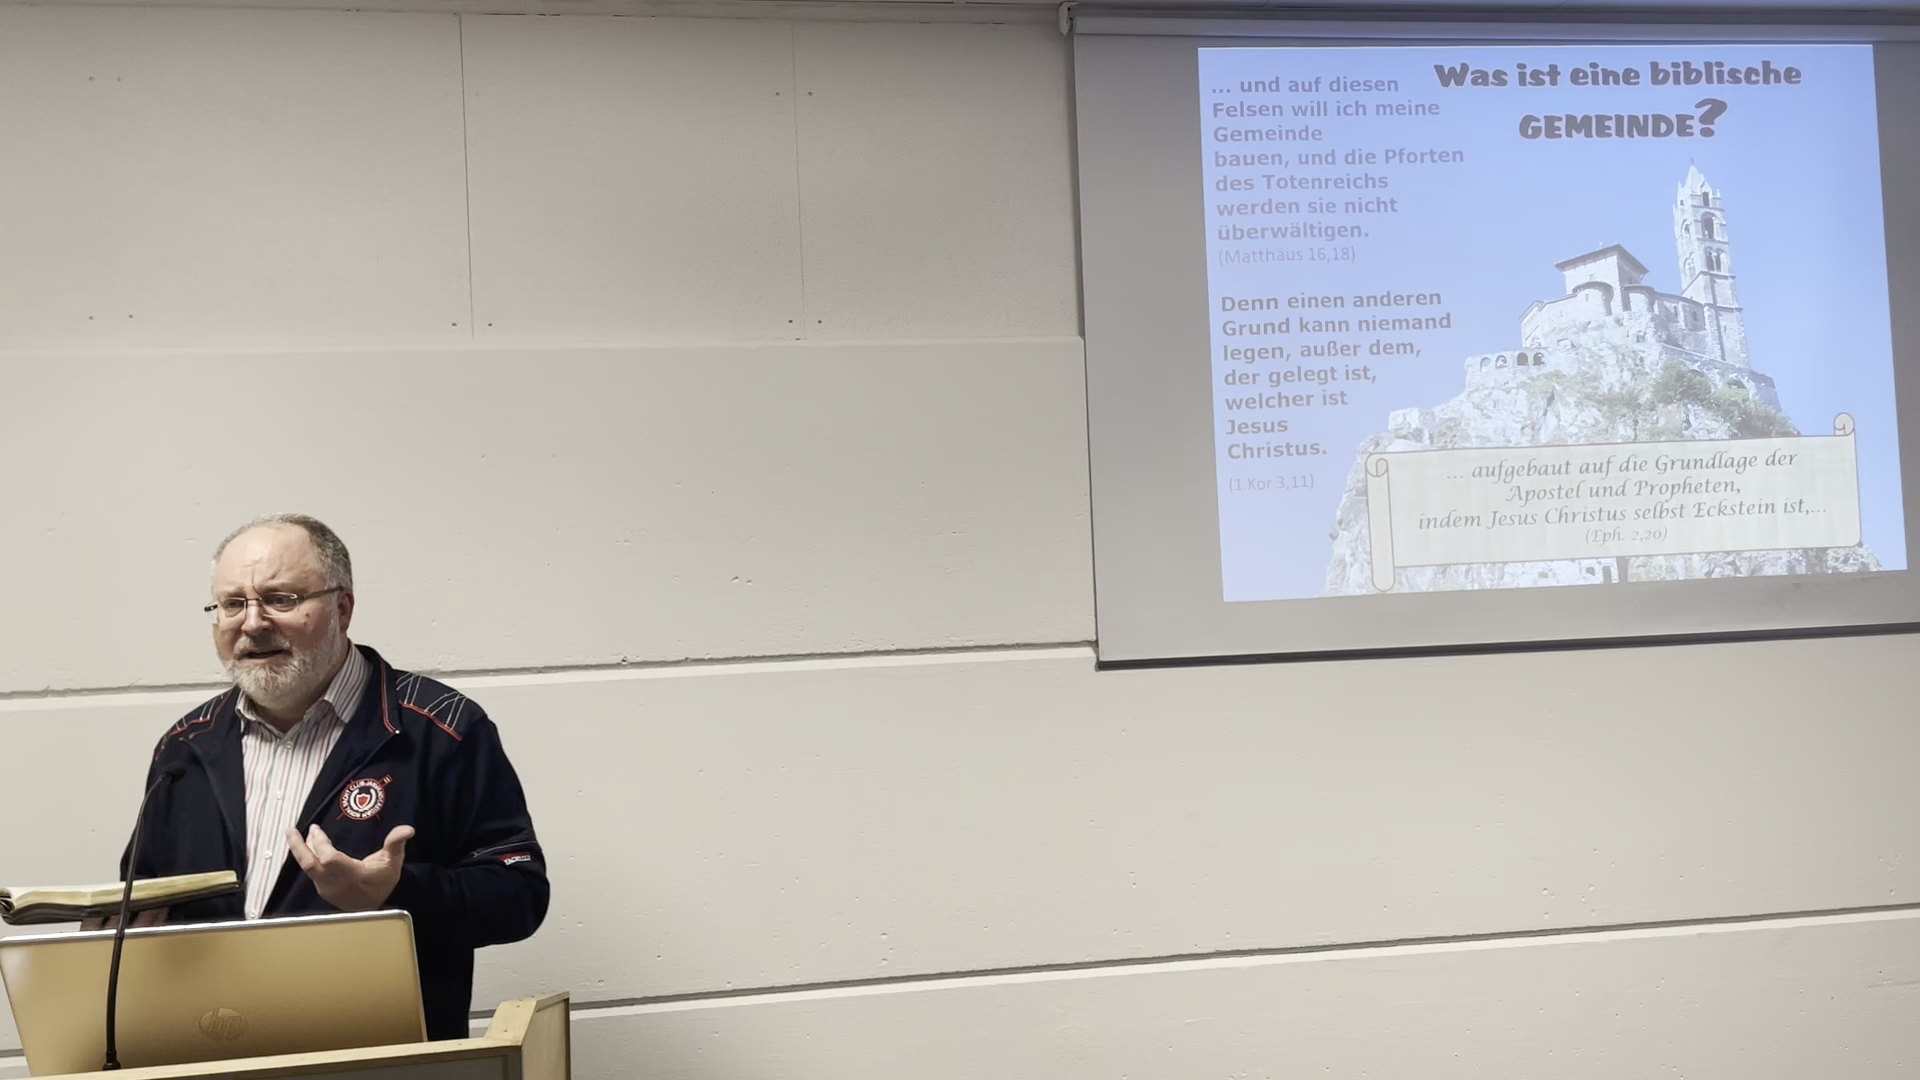 ... und auf diesen
Felsen will ich meine
Gemeinde
bauen, und die Pforten
des Totenreichs
werden sie nicht
überwältigen.
(Matthäus 16,18)
Denn einen anderen
Grund kann niemand
legen, außer dem,
der gelegt ist,
welcher ist
Jesus
Christus.
(1.Kor 3,11)
Was ist eine biblische
GEMEINDE?
... aufgebaut auf die Grundlage der
Apostel und Propheten,
indem Jesus Christus selbst Eckstein ist,...
(Eph. 2,20)
hp